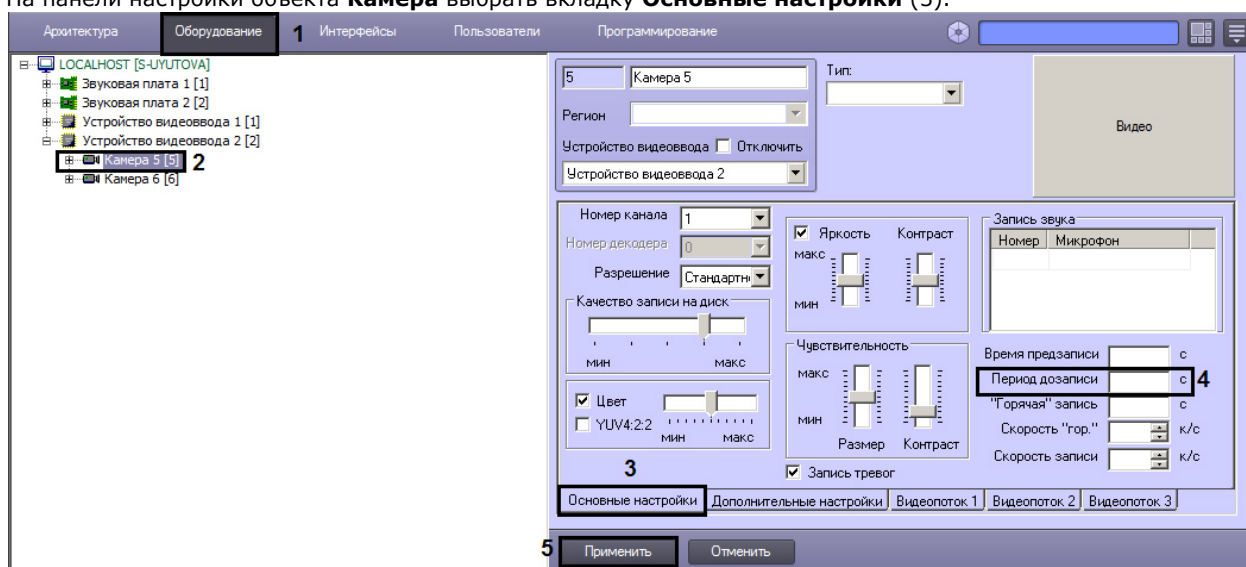 На панели настройки объекта Камера выбрать вкладку Основные настройки (3).
Архитектура Оборудование 1 Интерфейсы Пользователи Программирование
LOCALHOST [S-UYUTOVA]
Звуковая плата 1 [1]
Звуковая плата 2 [2]
Устройство видеоввода 1 [1]
Устройство видеоввода 2 [2]
Камера 5 [5] 2
Камера 6 [6]
5 Камера 5
Тип:
Регион
Устройство видеоввода Отключить
Устройство видеоввода 2
Видео
Номер канала 1
Номер декодера 0
Разрешение Стандартн
Качество записи на диск
мин макс
Цвет
YUV4:2:2
мин макс
Яркость Контраст
макс
мин
Чувствительность
макс
мин
Размер Контраст
Запись тревог
Запись звука
Номер Микрофон
Время предзаписи с
Период дозаписи с 4
"Горячая" запись с
Скорость "гор." к/с
Скорость записи к/с
3
Основные настройки Дополнительные настройки Видеопоток 1 Видеопоток 2 Видеопоток 3
5 Применить Отменить